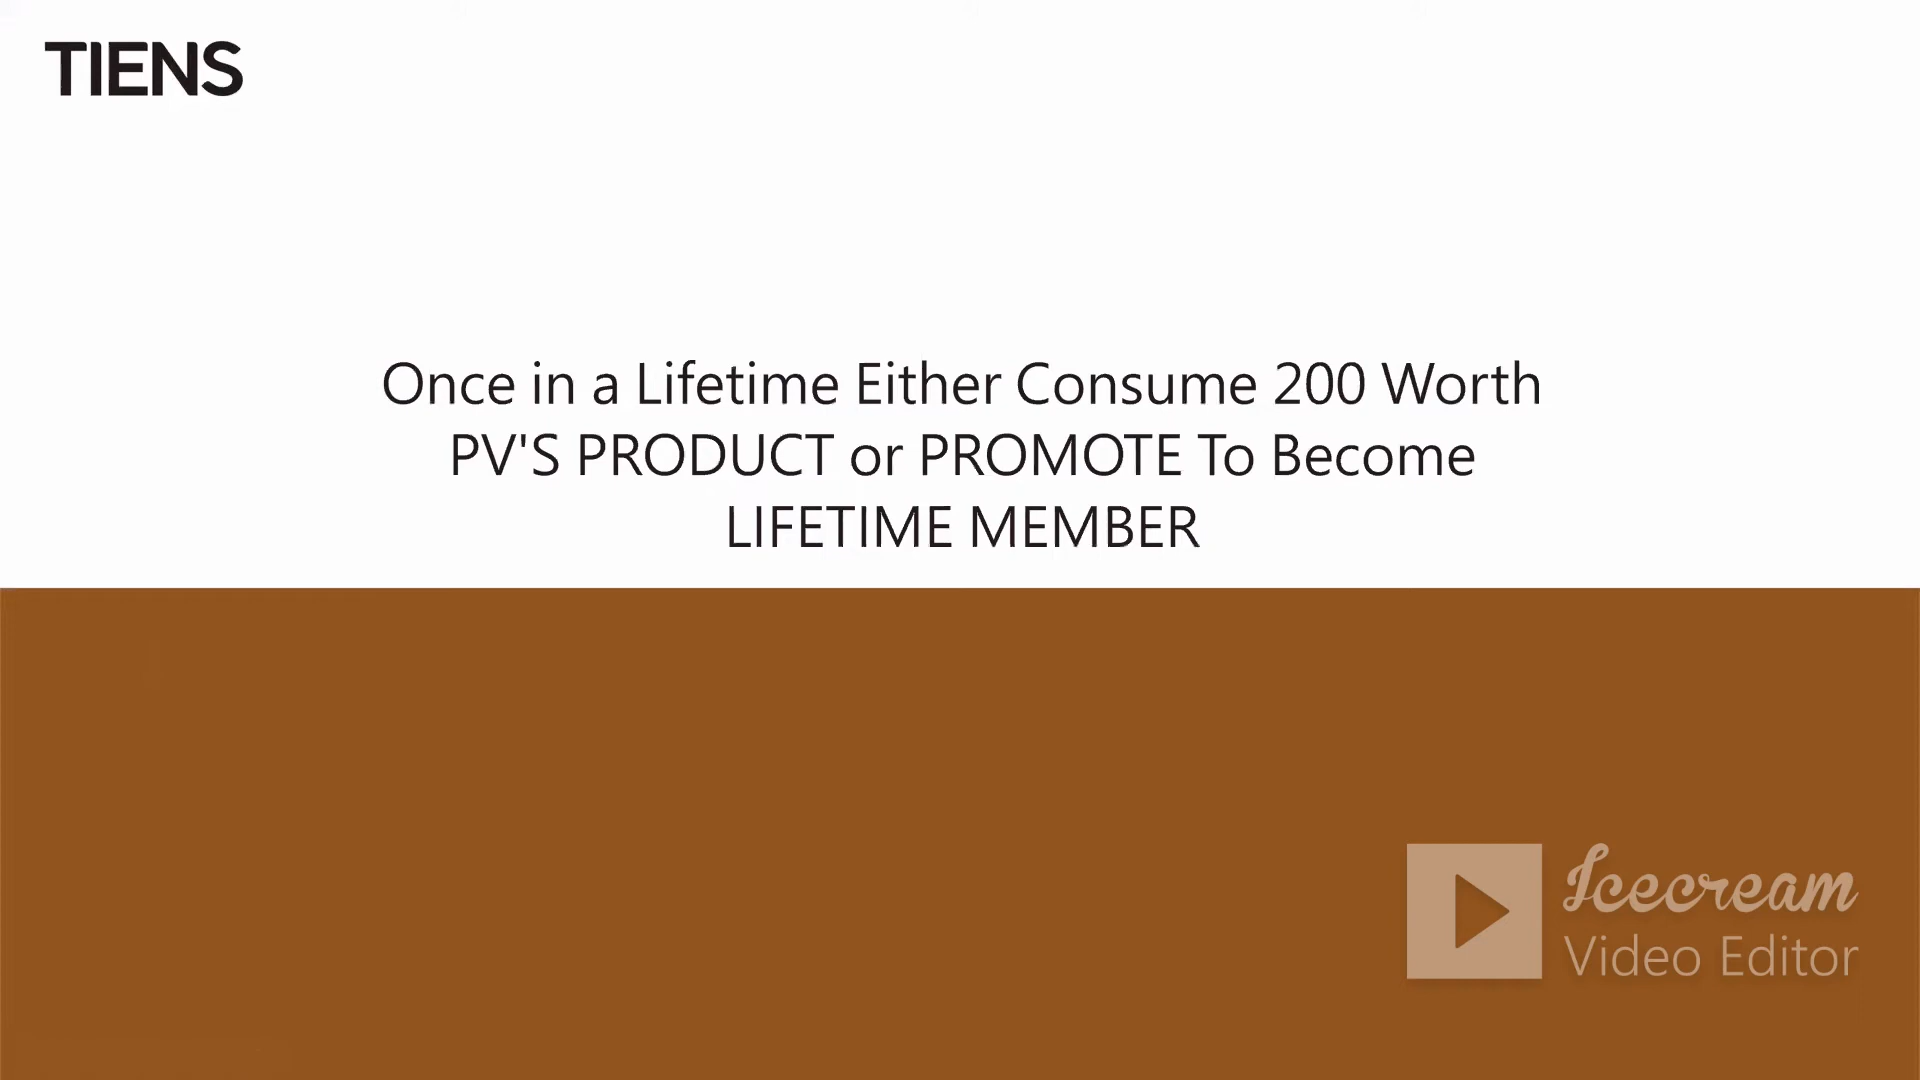 TIENS
Once in a Lifetime Either Consume 200 Worth
PV'S PRODUCT or PROMOTE To Become
LIFETIME MEMBER
Icecream
Video Editor